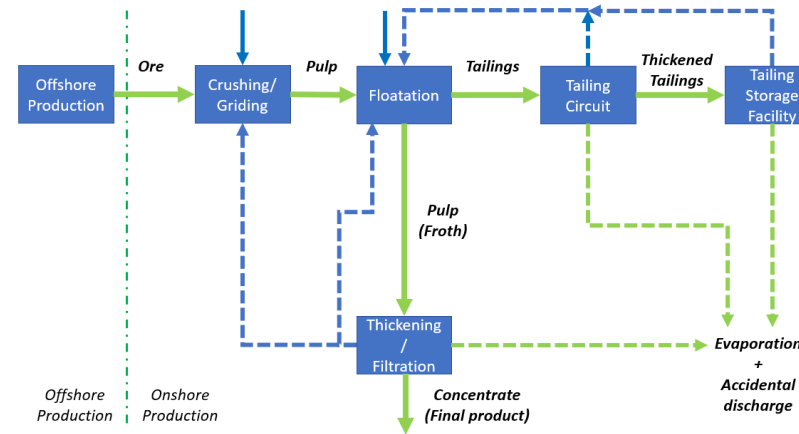 Offshore
Production
Ore
Crushing/
Griding
Pulp
Floatation
Tailings
Tailing
Circuit
Thickened
Tailings
Tailing
Storage
Facility
Pulp
(Froth)
Thickening
/
Filtration
Evaporation
+
Accidental
discharge
Offshore
Production
Onshore
Production
Concentrate
(Final product)